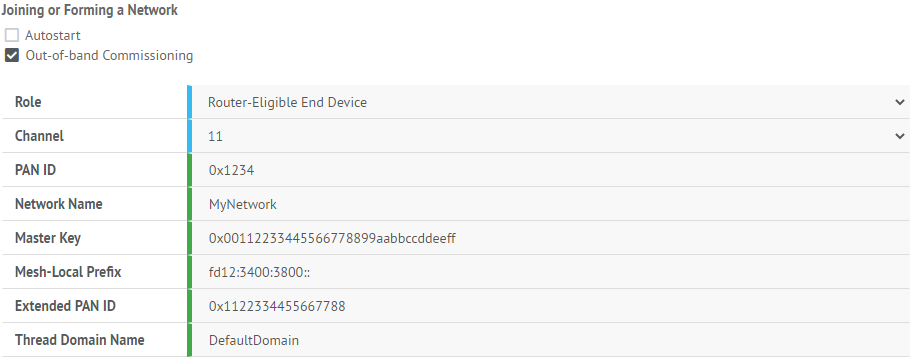 Joining or Forming a Network
Autostart
Out-of-band Commissioning
Role Router-Eligible End Device
Channel 11
PAN ID 0x1234
Network Name MyNetwork
Master Key 0x00112233445566778899aabbccddeeff
Mesh-Local Prefix fd12:3400:3800::
Extended PAN ID 0x1122334455667788
Thread Domain Name DefaultDomain